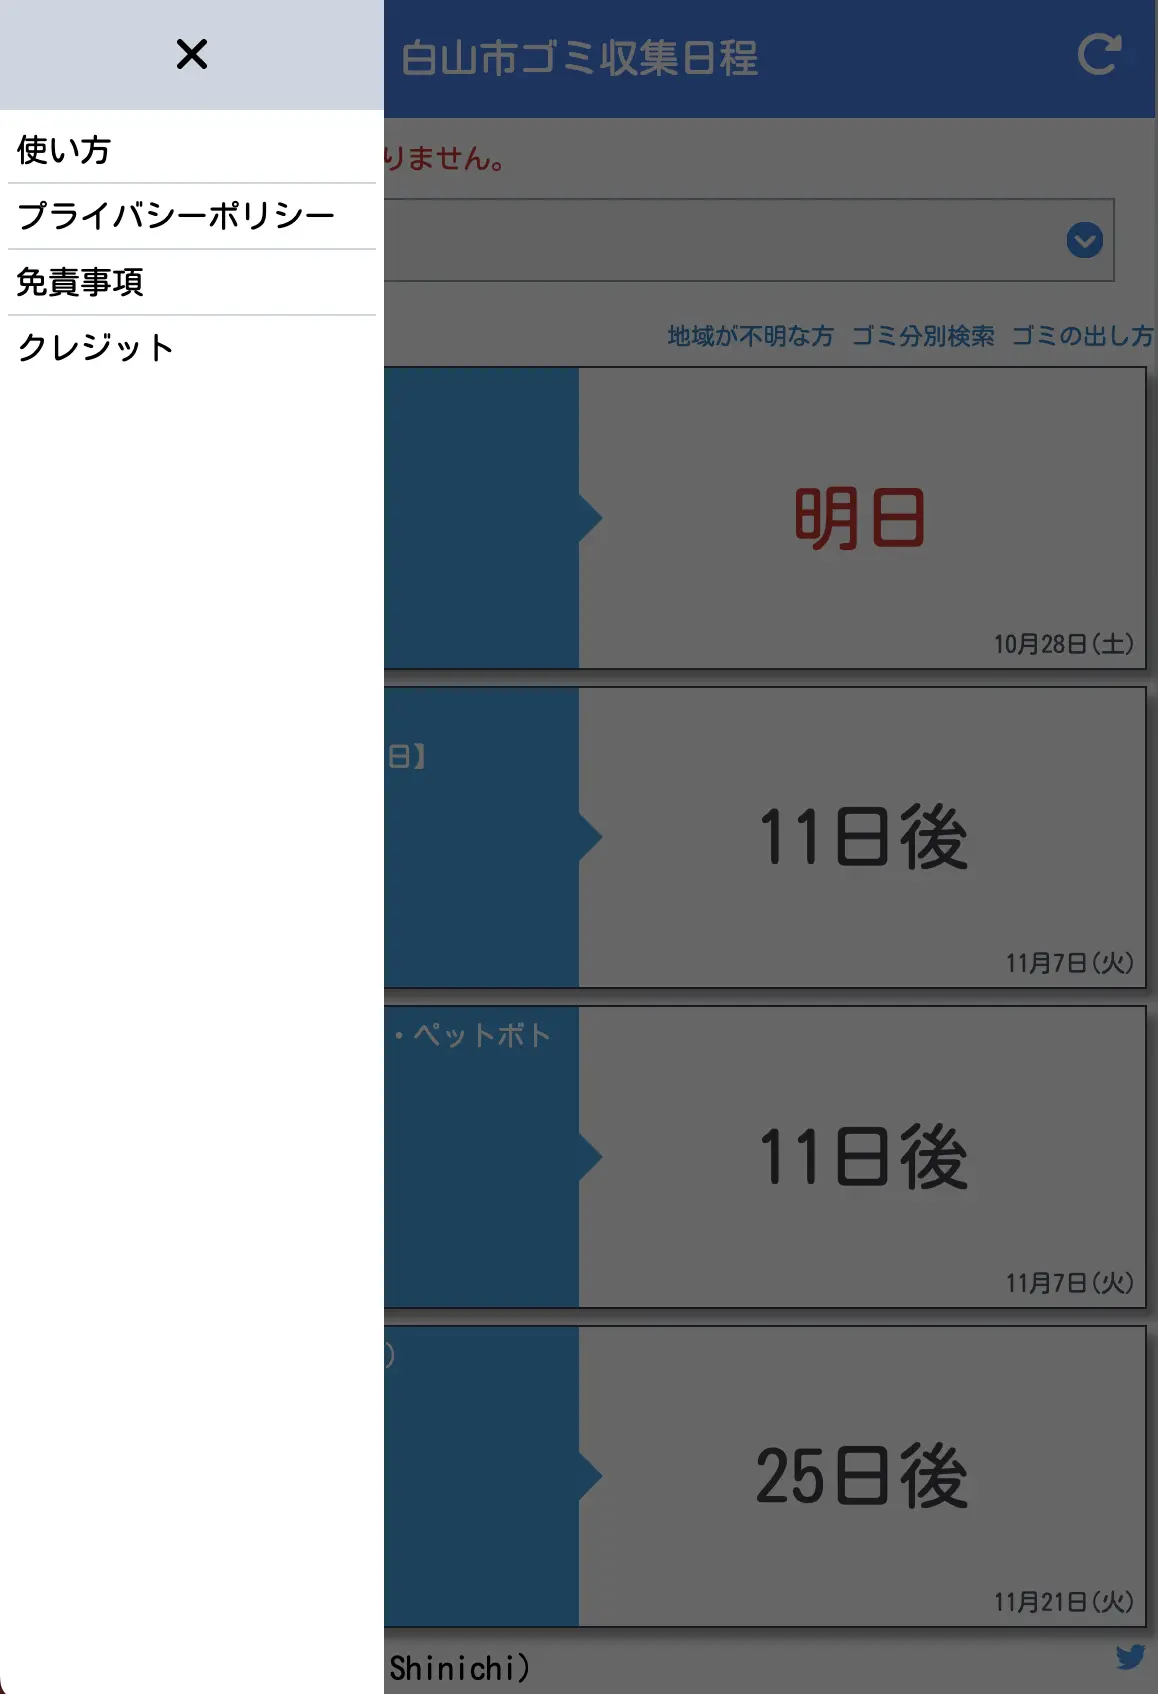 白山市ゴミ収集日程
使い方
プライバシーポリシー
免責事項
クレジット
りません。
地域が不明な方 ゴミ分別検索 ゴミの出し方
明日
10月28日(土)
日】
11日後
11月7日(火)
・ペットボト
11日後
11月7日(火)
)
25日後
11月21日(火)
Shinichi)